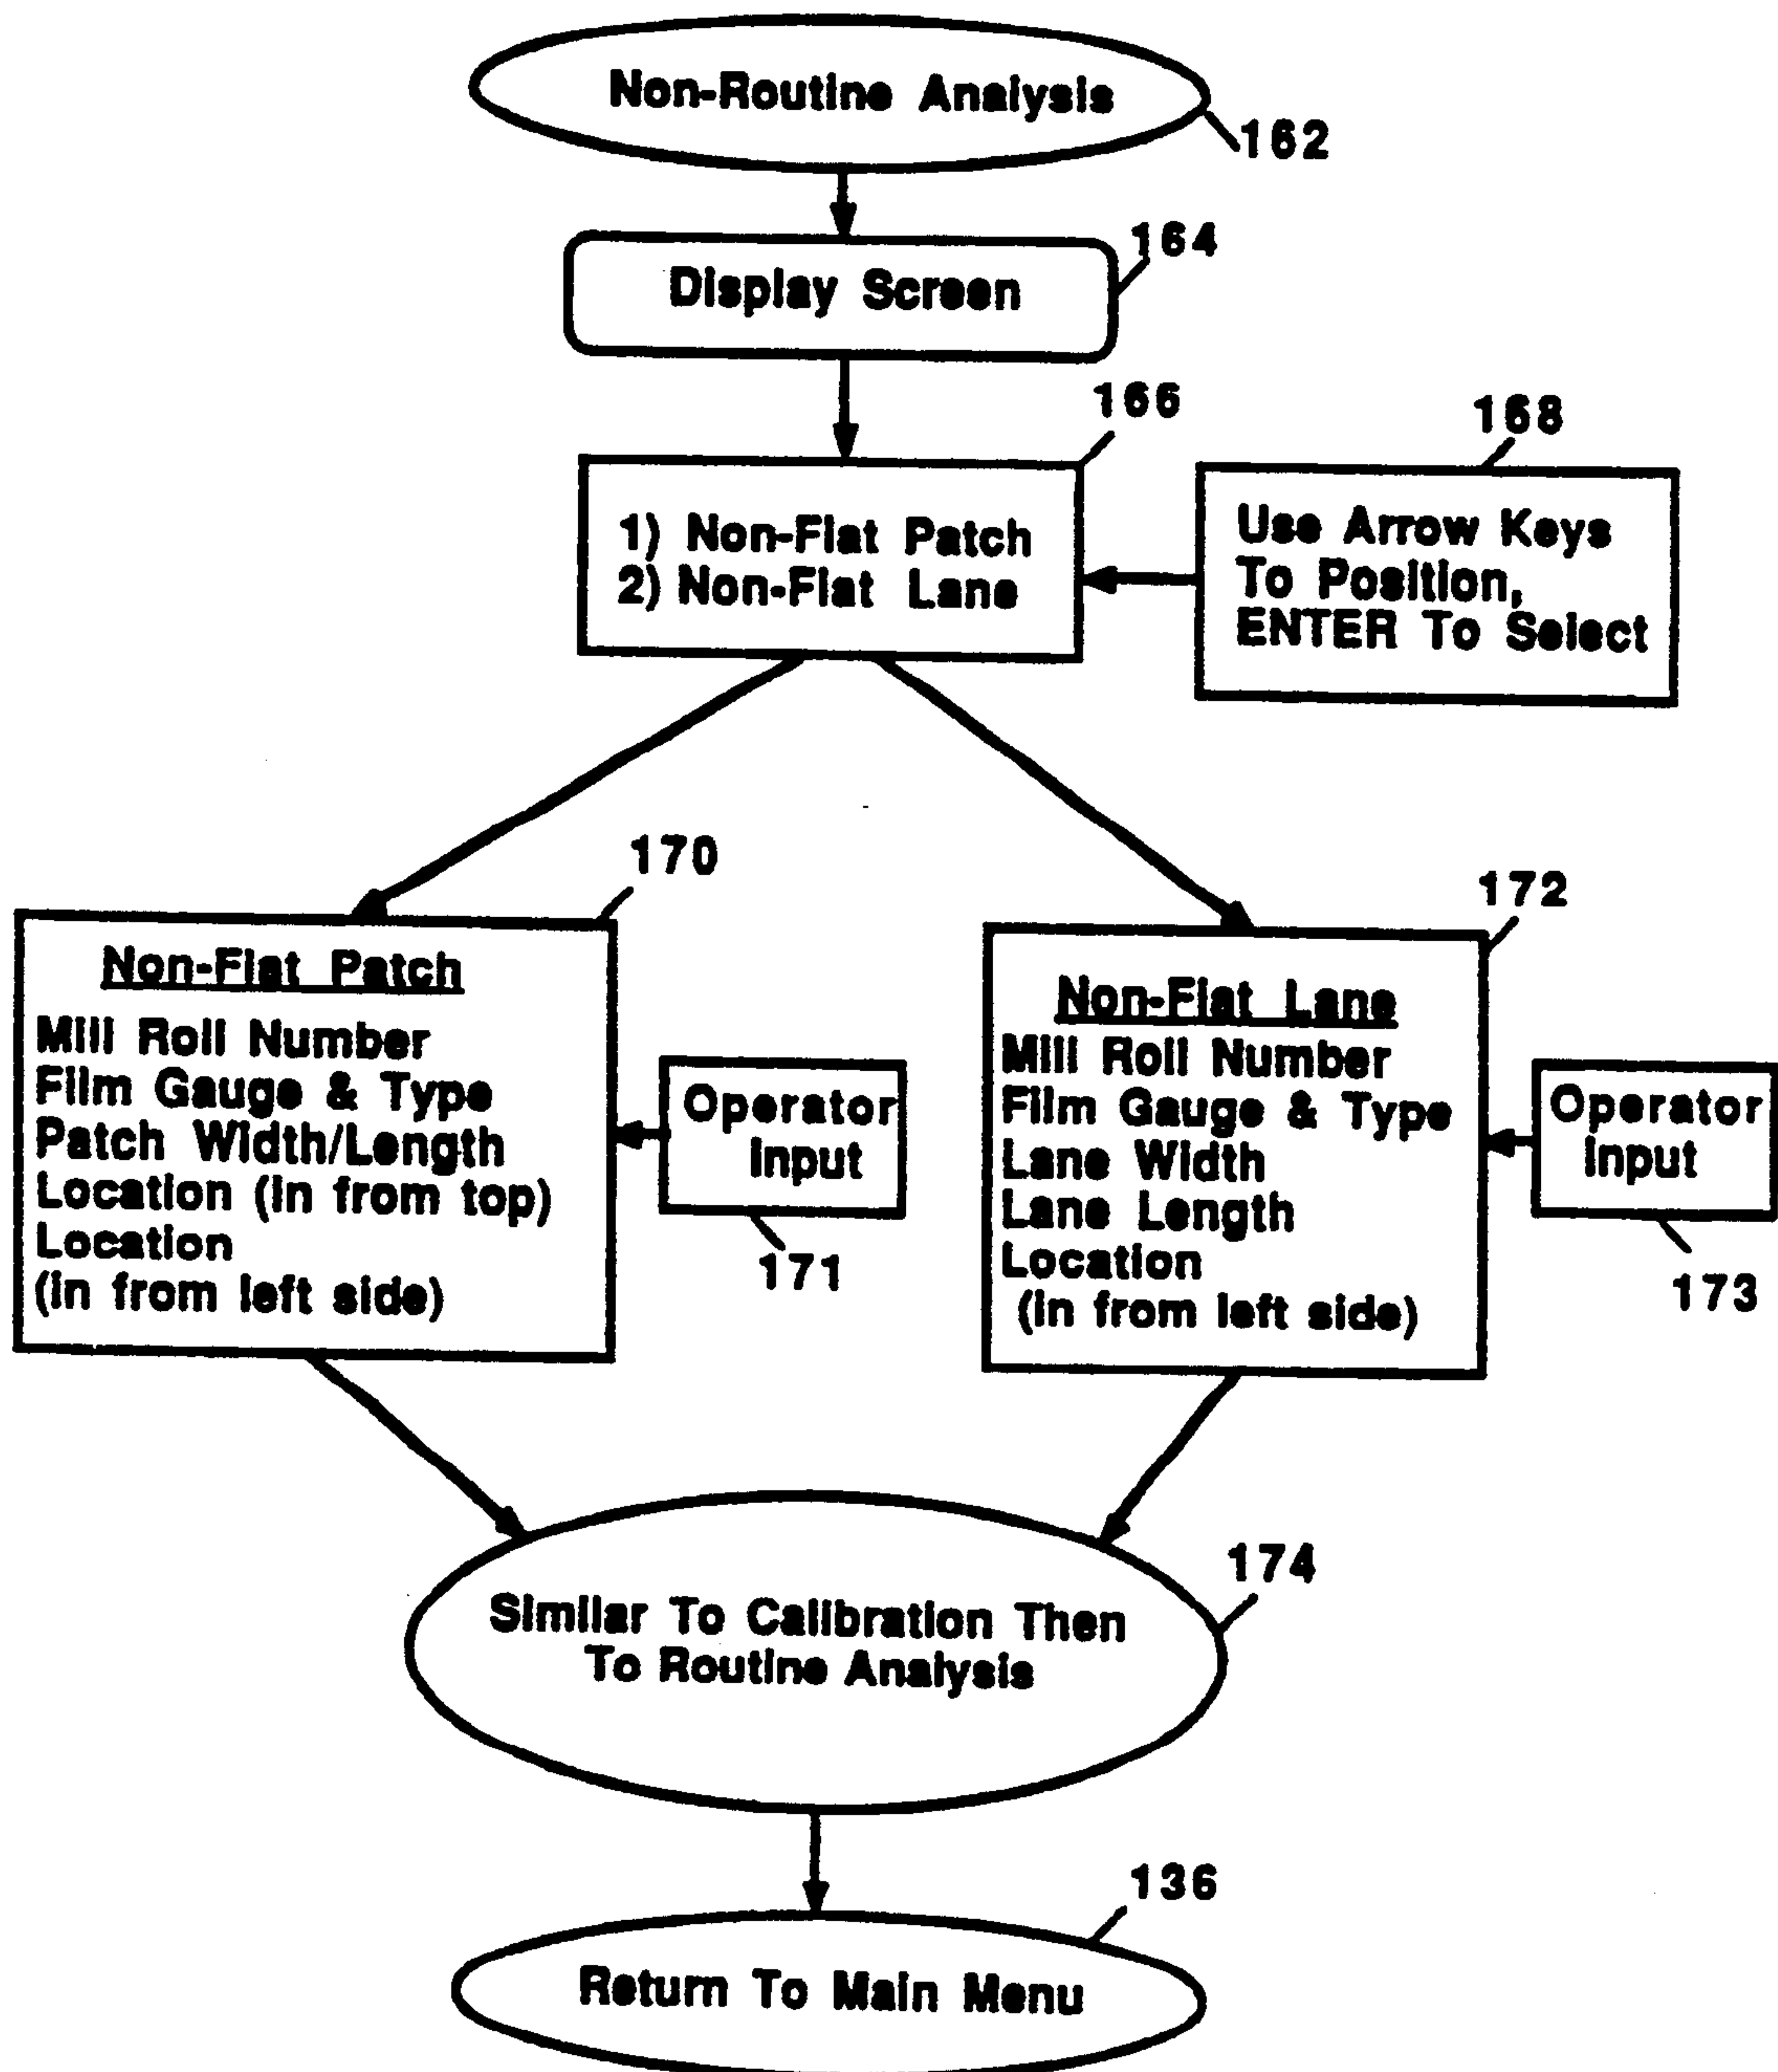 Non-Routine Analysis
162
164
Display Screen
166
168
1) Non-Flat Patch
2) Non-Flat Lane
Use Arrow Keys
To Position,
ENTER To Select
170
172
Non-Flat Patch
Mill Roll Number
Film Gauge & Type
Patch Width/Length
Location (in from top)
Location
(in from left side)
Operator
Input
171
Non-Flat Lane
Mill Roll Number
Film Gauge & Type
Lane Width
Lane Length
Location
(in from left side)
Operator
Input
173
174
Similar To Calibration Then
To Routine Analysis
136
Return To Main Menu